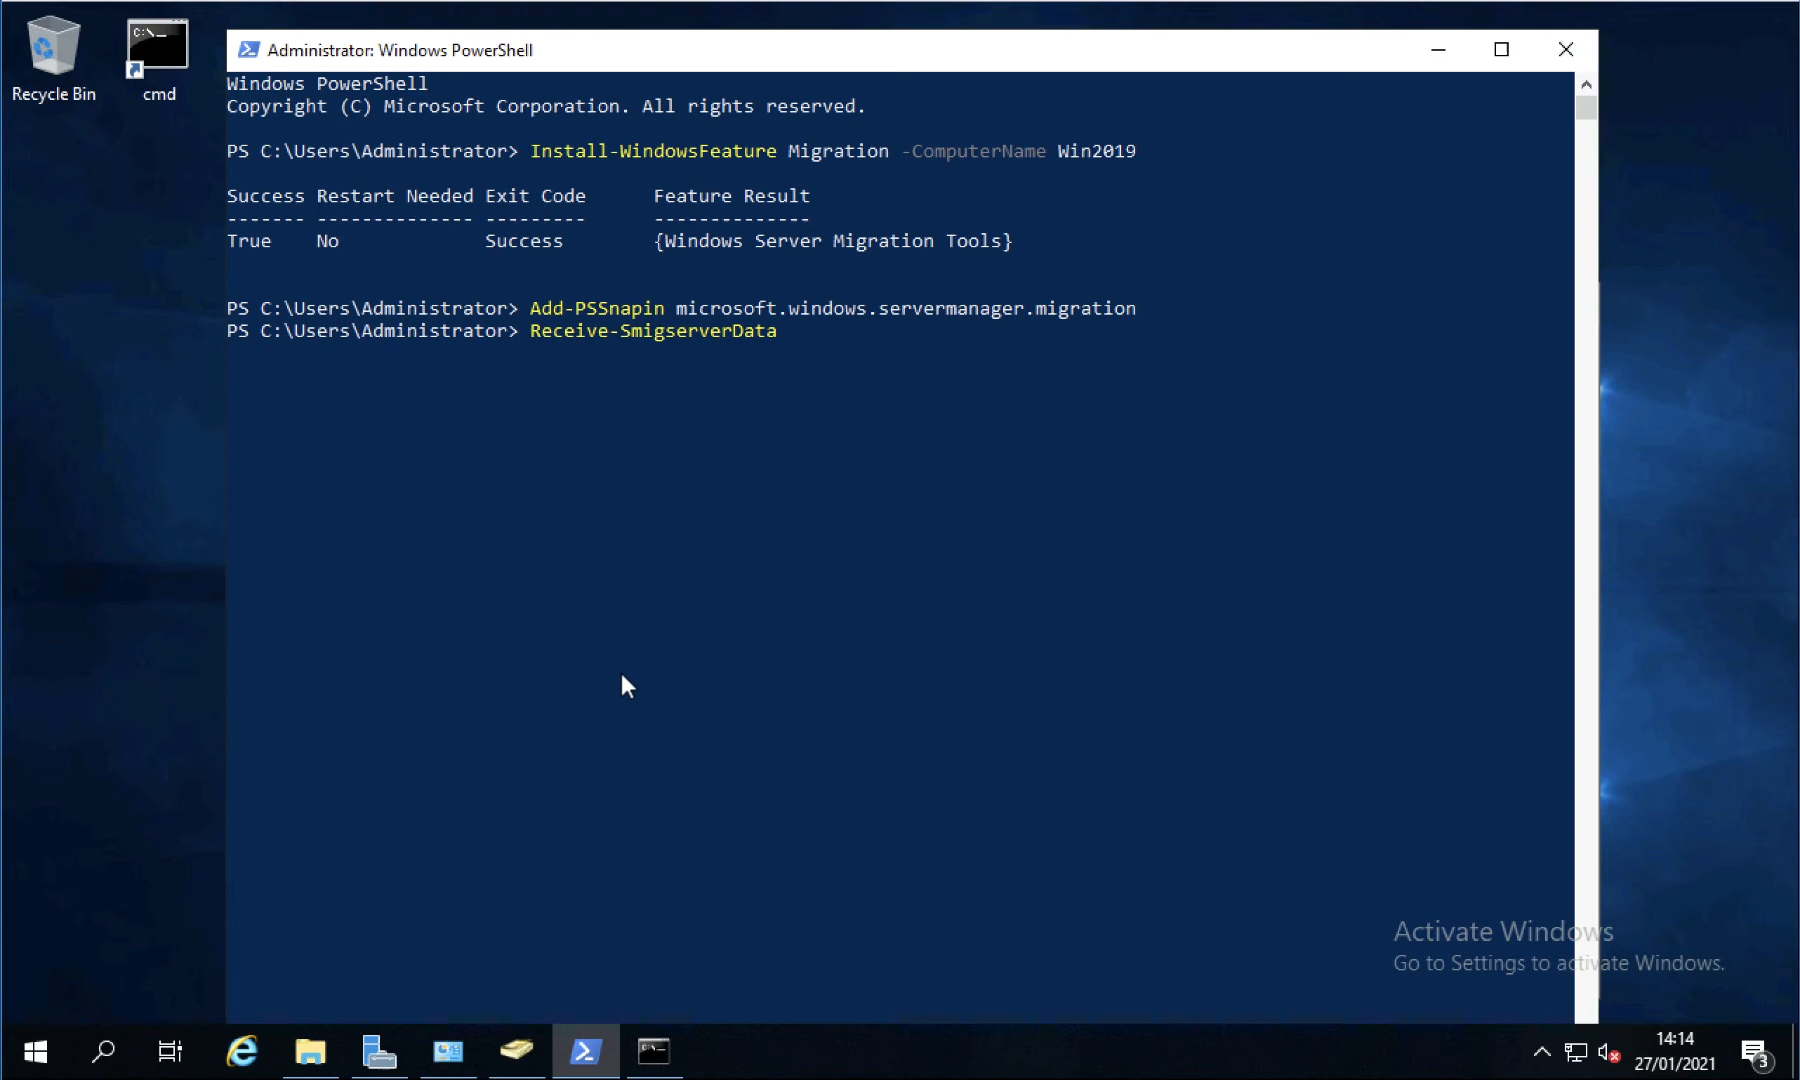 Recycle Bin
cmd
Administrator: Windows PowerShell
Windows PowerShell
Copyright (C) Microsoft Corporation. All rights reserved.
PS C:\Users\Administrator> Install-WindowsFeature Migration -ComputerName Win2019
Success Restart Needed Exit Code      Feature Result
------- -------------- ---------      --------------
True    No             Success        {Windows Server Migration Tools}
PS C:\Users\Administrator> Add-PSSnapin microsoft.windows.servermanager.migration
PS C:\Users\Administrator> Receive-SmigserverData
Activate Windows
Go to Settings to activate Windows.
14:14
27/01/2021
3